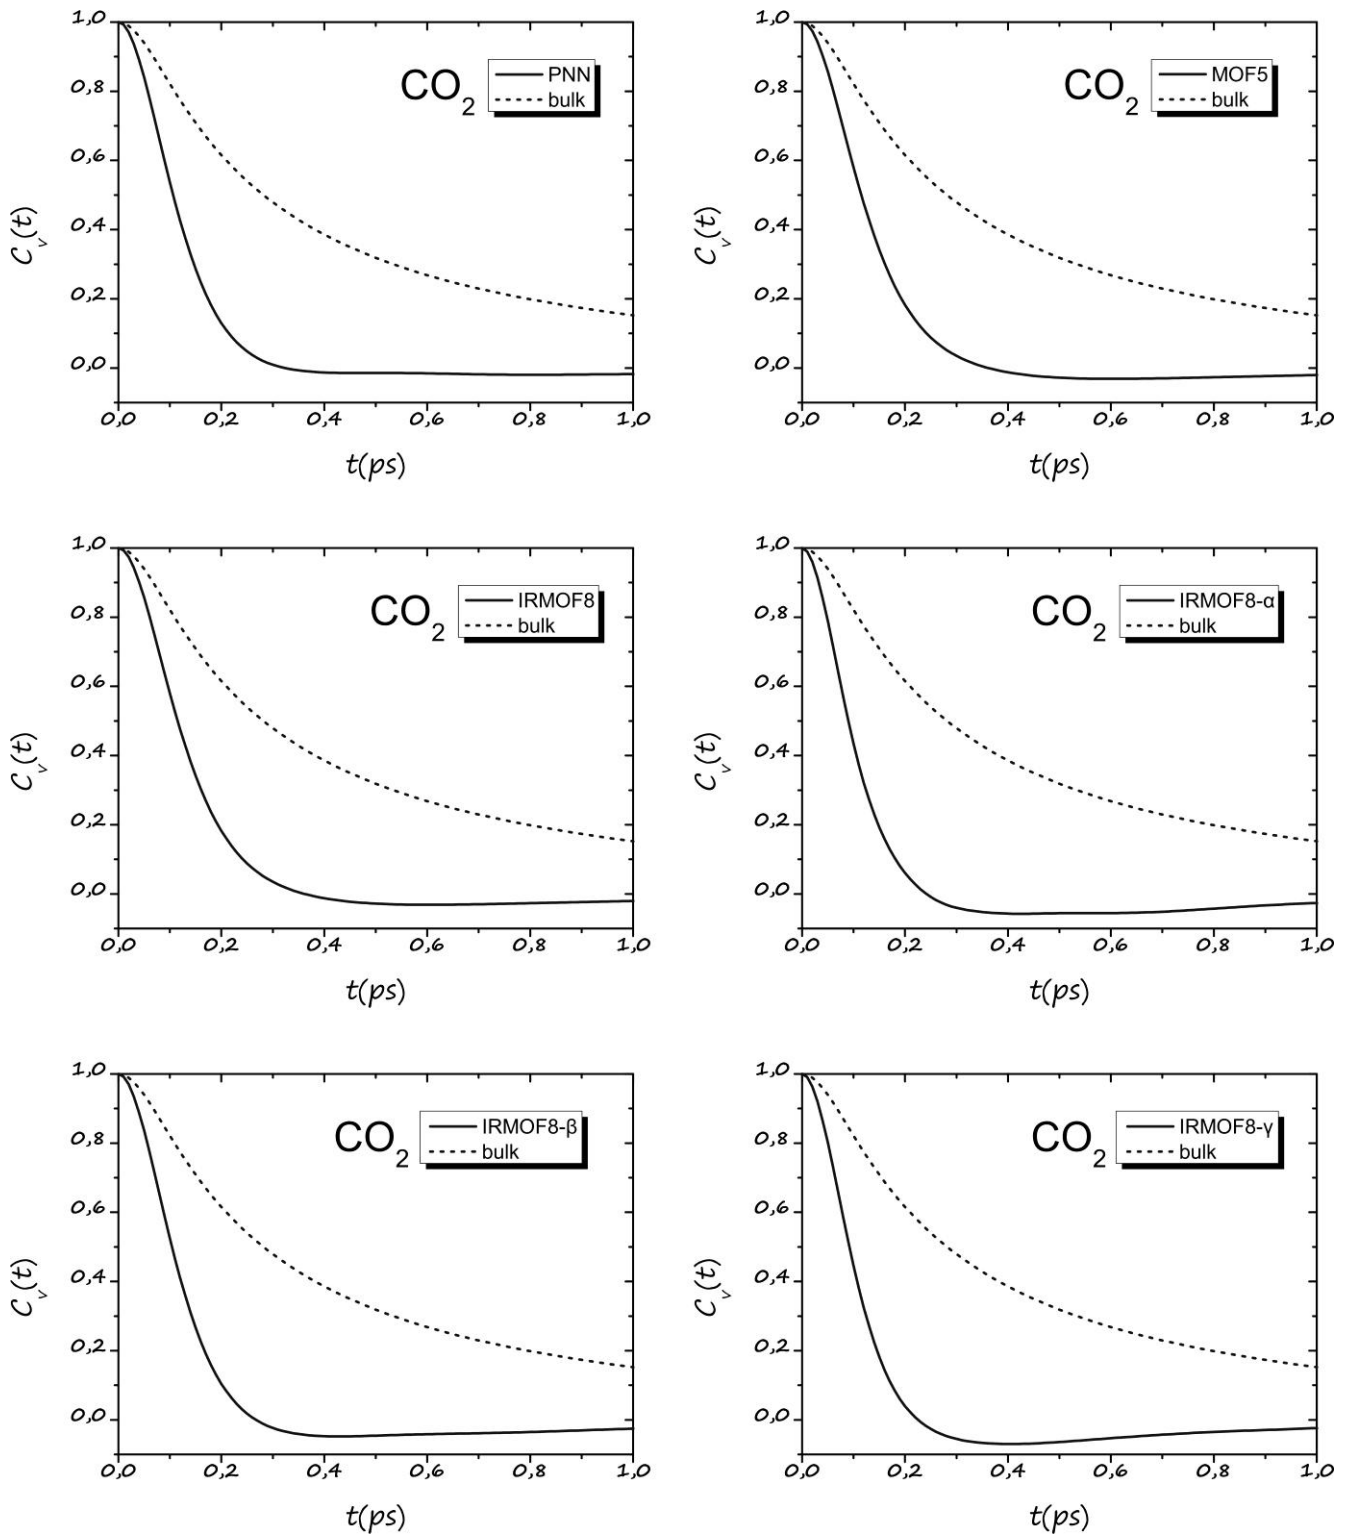 1,0
0,8
0,6
0,4
0,2
0,0
C_v(t)
CO2
PNN
bulk
0,0 0,2 0,4 0,6 0,8 1,0
t(ps)
1,0
0,8
0,6
0,4
0,2
0,0
C_v(t)
CO2
MOF5
bulk
0,0 0,2 0,4 0,6 0,8 1,0
t(ps)
1,0
0,8
0,6
0,4
0,2
0,0
C_v(t)
CO2
IRMOF8
bulk
0,0 0,2 0,4 0,6 0,8 1,0
t(ps)
1,0
0,8
0,6
0,4
0,2
0,0
C_v(t)
CO2
IRMOF8-α
bulk
0,0 0,2 0,4 0,6 0,8 1,0
t(ps)
1,0
0,8
0,6
0,4
0,2
0,0
C_v(t)
CO2
IRMOF8-β
bulk
0,0 0,2 0,4 0,6 0,8 1,0
t(ps)
1,0
0,8
0,6
0,4
0,2
0,0
C_v(t)
CO2
IRMOF8-γ
bulk
0,0 0,2 0,4 0,6 0,8 1,0
t(ps)